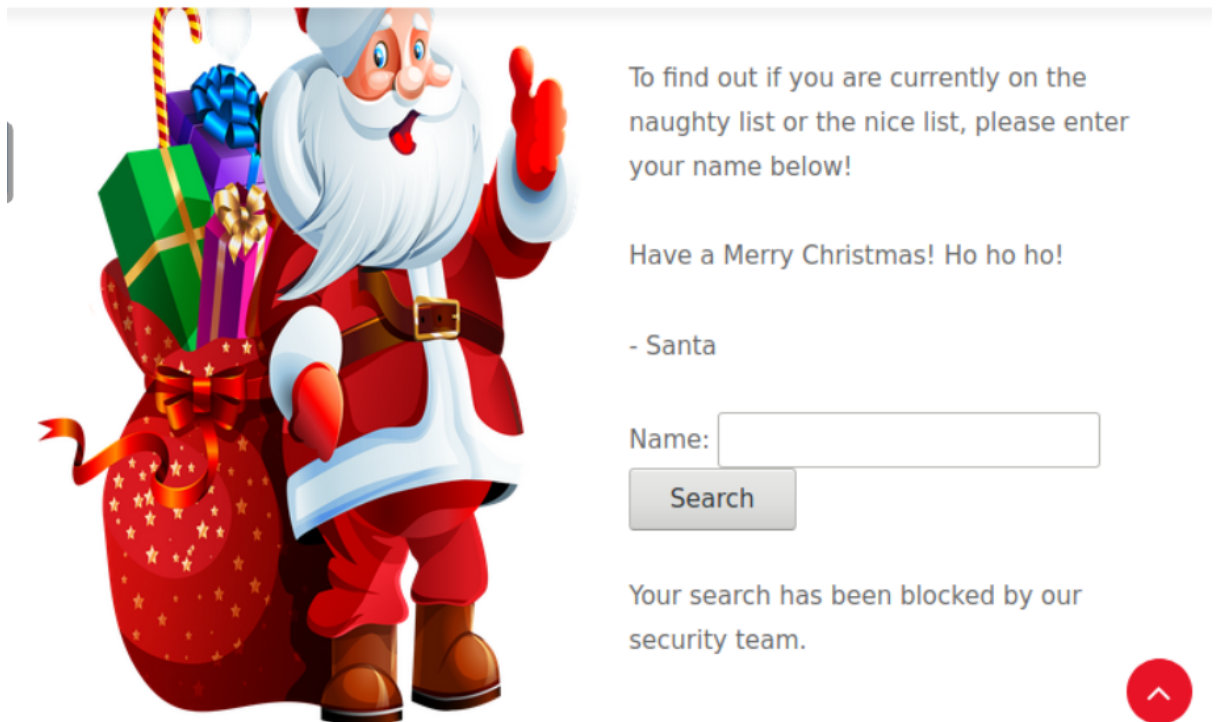 To find out if you are currently on the
naughty list or the nice list, please enter
your name below!
Have a Merry Christmas! Ho ho ho!
- Santa
Name:
Search
Your search has been blocked by our
security team.